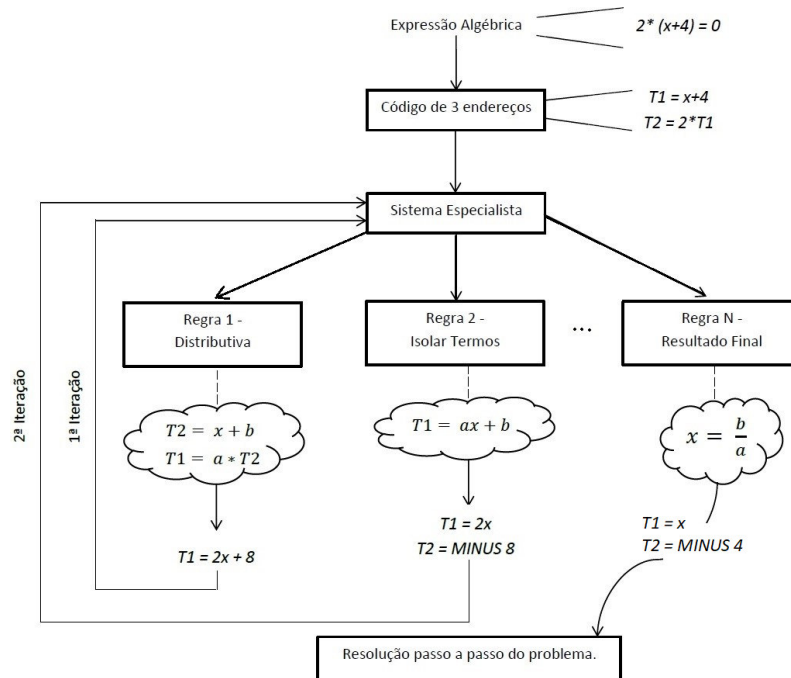 Expressão Algébrica
2* (x+4) = 0
Código de 3 endereços
T1 = x+4
T2 = 2*T1
Sistema Especialista
Regra 1 -
Distributiva
Regra 2 -
Isolar Termos
...
Regra N -
Resultado Final
2ª Iteração
1ª Iteração
T2 = x + b
T1 = a * T2
T1 = ax + b
x = b/a
T1 = 2x + 8
T1 = 2x
T2 = MINUS 8
T1 = x
T2 = MINUS 4
Resolução passo a passo do problema.